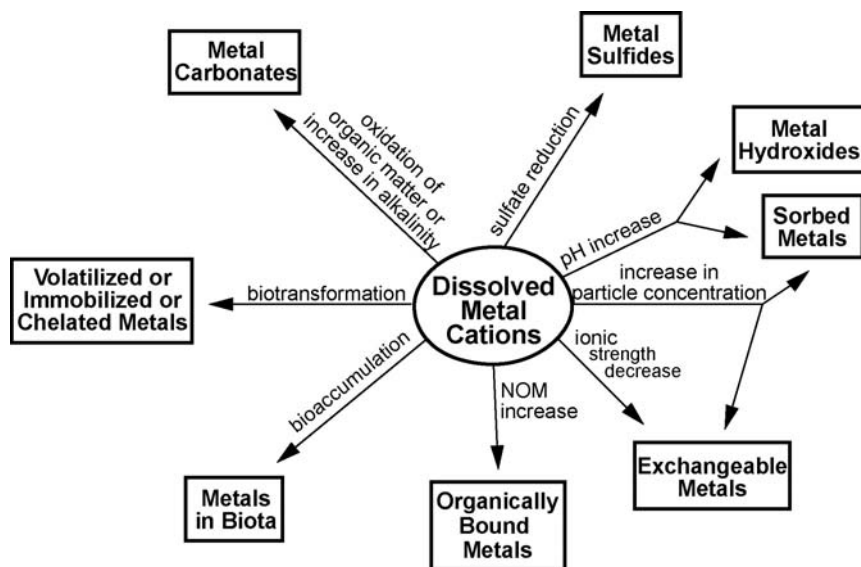 Metal
Carbonates
Metal
Sulfides
Metal
Hydroxides
Sorbed
Metals
oxidation of
organic matter or
increase in alkalinity
sulfate reduction
pH increase
increase in
particle concentration
Volatilized or
Immobilized or
Chelated Metals
biotransformation
Dissolved
Metal
Cations
ionic
strength
decrease
bioaccumulation
NOM
increase
Metals
in Biota
Organically
Bound
Metals
Exchangeable
Metals